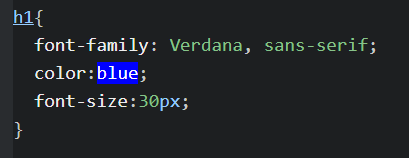 h1{
font-family: Verdana, sans-serif;
color:blue;
font-size:30px;
}